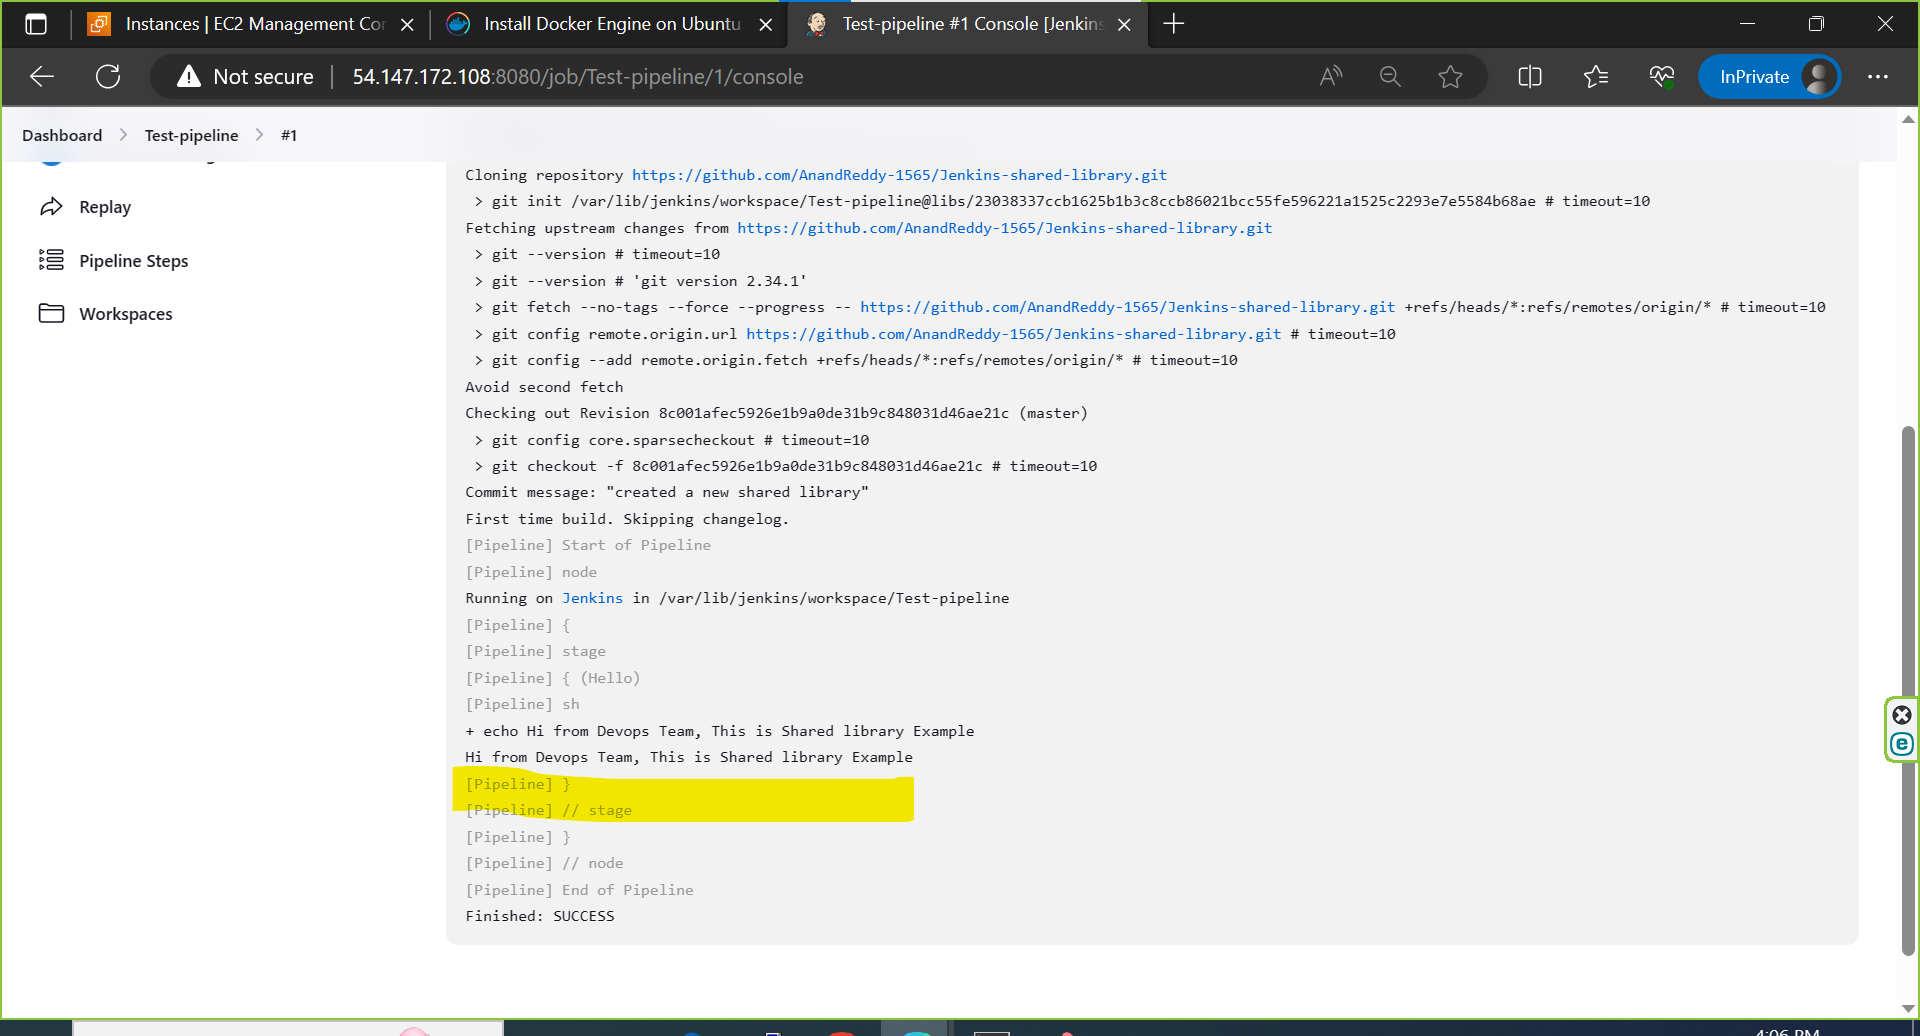 Instances | EC2 Management Cor
Install Docker Engine on Ubuntu
Test-pipeline #1 Console [Jenkins
Not secure
54.147.172.108:8080/job/Test-pipeline/1/console
InPrivate
Dashboard > Test-pipeline > #1
Replay
Pipeline Steps
Workspaces
Cloning repository https://github.com/AnandReddy-1565/Jenkins-shared-library.git
> git init /var/lib/jenkins/workspace/Test-pipeline@libs/23038337ccb1625b1b3c8ccb86021bcc55fe596221a1525c2293e7e5584b68ae # timeout=10
Fetching upstream changes from https://github.com/AnandReddy-1565/Jenkins-shared-library.git
> git --version # timeout=10
> git --version # 'git version 2.34.1'
> git fetch --no-tags --force --progress -- https://github.com/AnandReddy-1565/Jenkins-shared-library.git +refs/heads/*:refs/remotes/origin/* # timeout=10
> git config remote.origin.url https://github.com/AnandReddy-1565/Jenkins-shared-library.git # timeout=10
> git config --add remote.origin.fetch +refs/heads/*:refs/remotes/origin/* # timeout=10
Avoid second fetch
Checking out Revision 8c001afec5926e1b9a0de31b9c848031d46ae21c (master)
> git config core.sparsecheckout # timeout=10
> git checkout -f 8c001afec5926e1b9a0de31b9c848031d46ae21c # timeout=10
Commit message: "created a new shared library"
First time build. Skipping changelog.
[Pipeline] Start of Pipeline
[Pipeline] node
Running on Jenkins in /var/lib/jenkins/workspace/Test-pipeline
[Pipeline] {
[Pipeline] stage
[Pipeline] { (Hello)
[Pipeline] sh
+ echo Hi from Devops Team, This is Shared library Example
Hi from Devops Team, This is Shared library Example
[Pipeline] }
[Pipeline] // stage
[Pipeline] }
[Pipeline] // node
[Pipeline] End of Pipeline
Finished: SUCCESS
4:06 PM